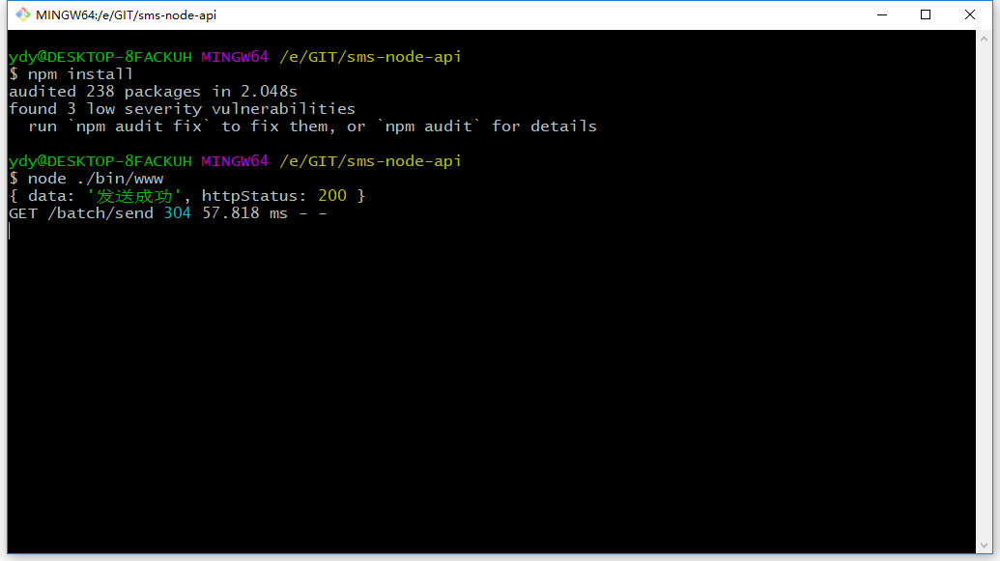 MINGW64:/e/GIT/sms-node-api
ydy@DESKTOP-8FACKUH MINGW64 /e/GIT/sms-node-api
$ npm install
audited 238 packages in 2.048s
found 3 low severity vulnerabilities
  run `npm audit fix` to fix them, or `npm audit` for details
ydy@DESKTOP-8FACKUH MINGW64 /e/GIT/sms-node-api
$ node ./bin/www
{ data: '发送成功', httpStatus: 200 }
GET /batch/send 304 57.818 ms - -